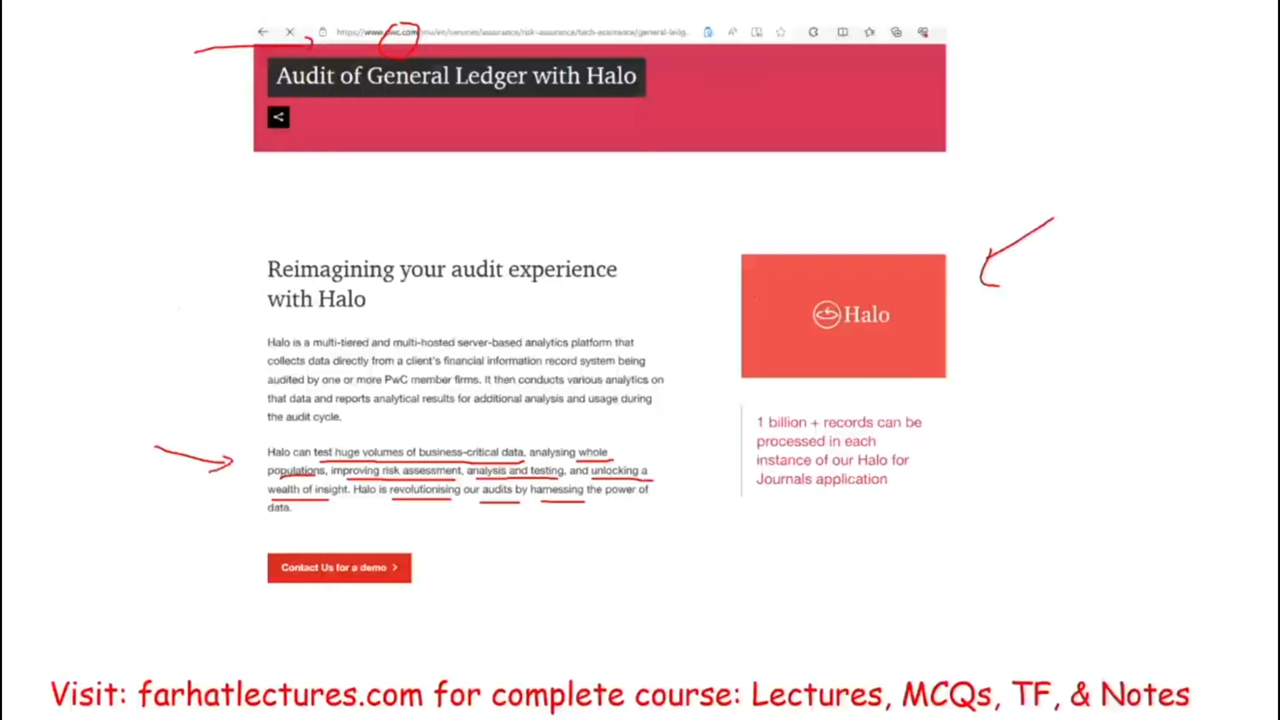 Audit of General Ledger with Halo
Reimagining your audit experience
with Halo
Halo is a multi-tiered and multi-hosted server-based analytics platform that
collects data directly from a client's financial information record system being
audited by one or more PwC member firms. It then conducts various analytics on
that data and reports analytical results for additional analysis and usage during
the audit cycle.
Halo can test huge volumes of business-critical data, analysing whole
populations, improving risk assessment, analysis and testing, and unlocking a
wealth of insight. Halo is revolutionising our audits by harnessing the power of
data.
Contact Us for a demo
Halo
1 billion + records can be
processed in each
instance of our Halo for
Journals application
Visit: farhatlectures.com for complete course: Lectures, MCQs, TF, & Notes